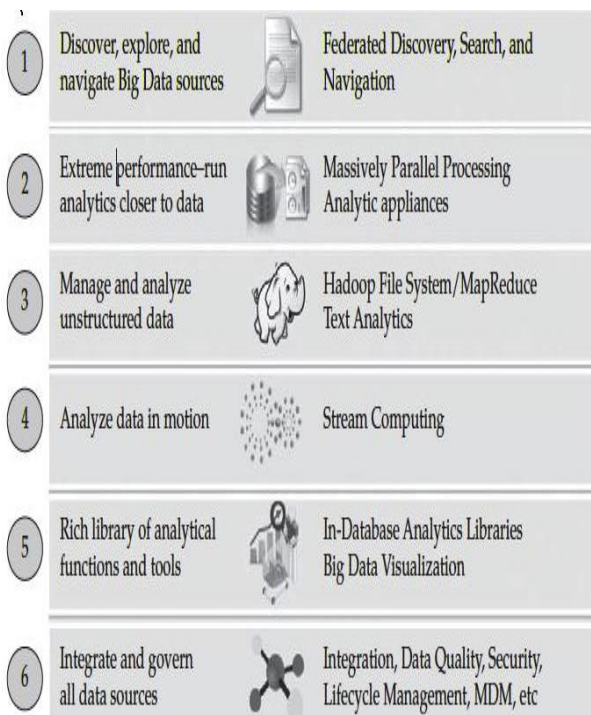 1
Discover, explore, and
navigate Big Data sources
Federated Discovery, Search, and
Navigation
2
Extreme performance–run
analytics closer to data
Massively Parallel Processing
Analytic appliances
3
Manage and analyze
unstructured data
Hadoop File System/MapReduce
Text Analytics
4
Analyze data in motion
Stream Computing
5
Rich library of analytical
functions and tools
In-Database Analytics Libraries
Big Data Visualization
6
Integrate and govern
all data sources
Integration, Data Quality, Security,
Lifecycle Management, MDM, etc